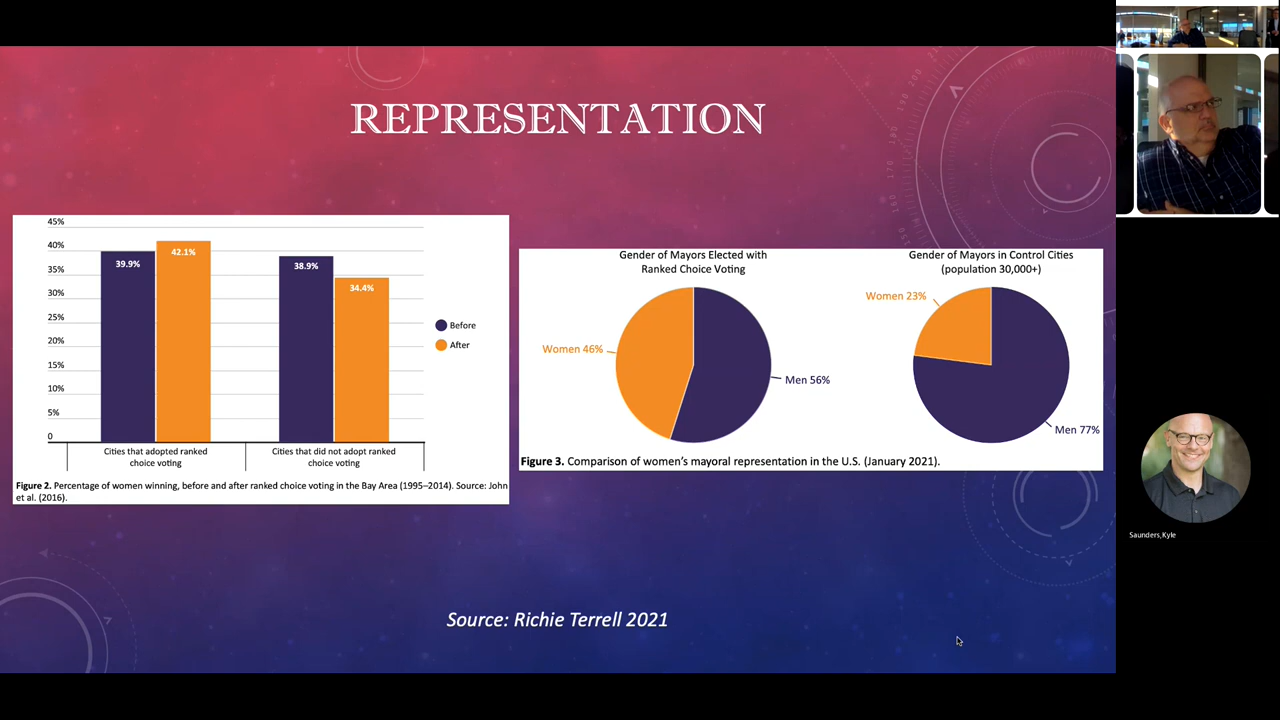 REPRESENTATION
45%
40%
35%
30%
25%
20%
15%
10%
5%
0
39.9%
42.1%
38.9%
34.4%
Before
After
Cities that adopted ranked
choice voting
Cities that did not adopt ranked
choice voting
Figure 2. Percentage of women winning, before and after ranked choice voting in the Bay Area (1995–2014). Source: John
et al. (2016).
Gender of Mayors Elected with
Ranked Choice Voting
Women 46%
Men 56%
Gender of Mayors in Control Cities
(population 30,000+)
Women 23%
Men 77%
Figure 3. Comparison of women's mayoral representation in the U.S. (January 2021).
Source: Richie Terrell 2021
Saunders,Kyle